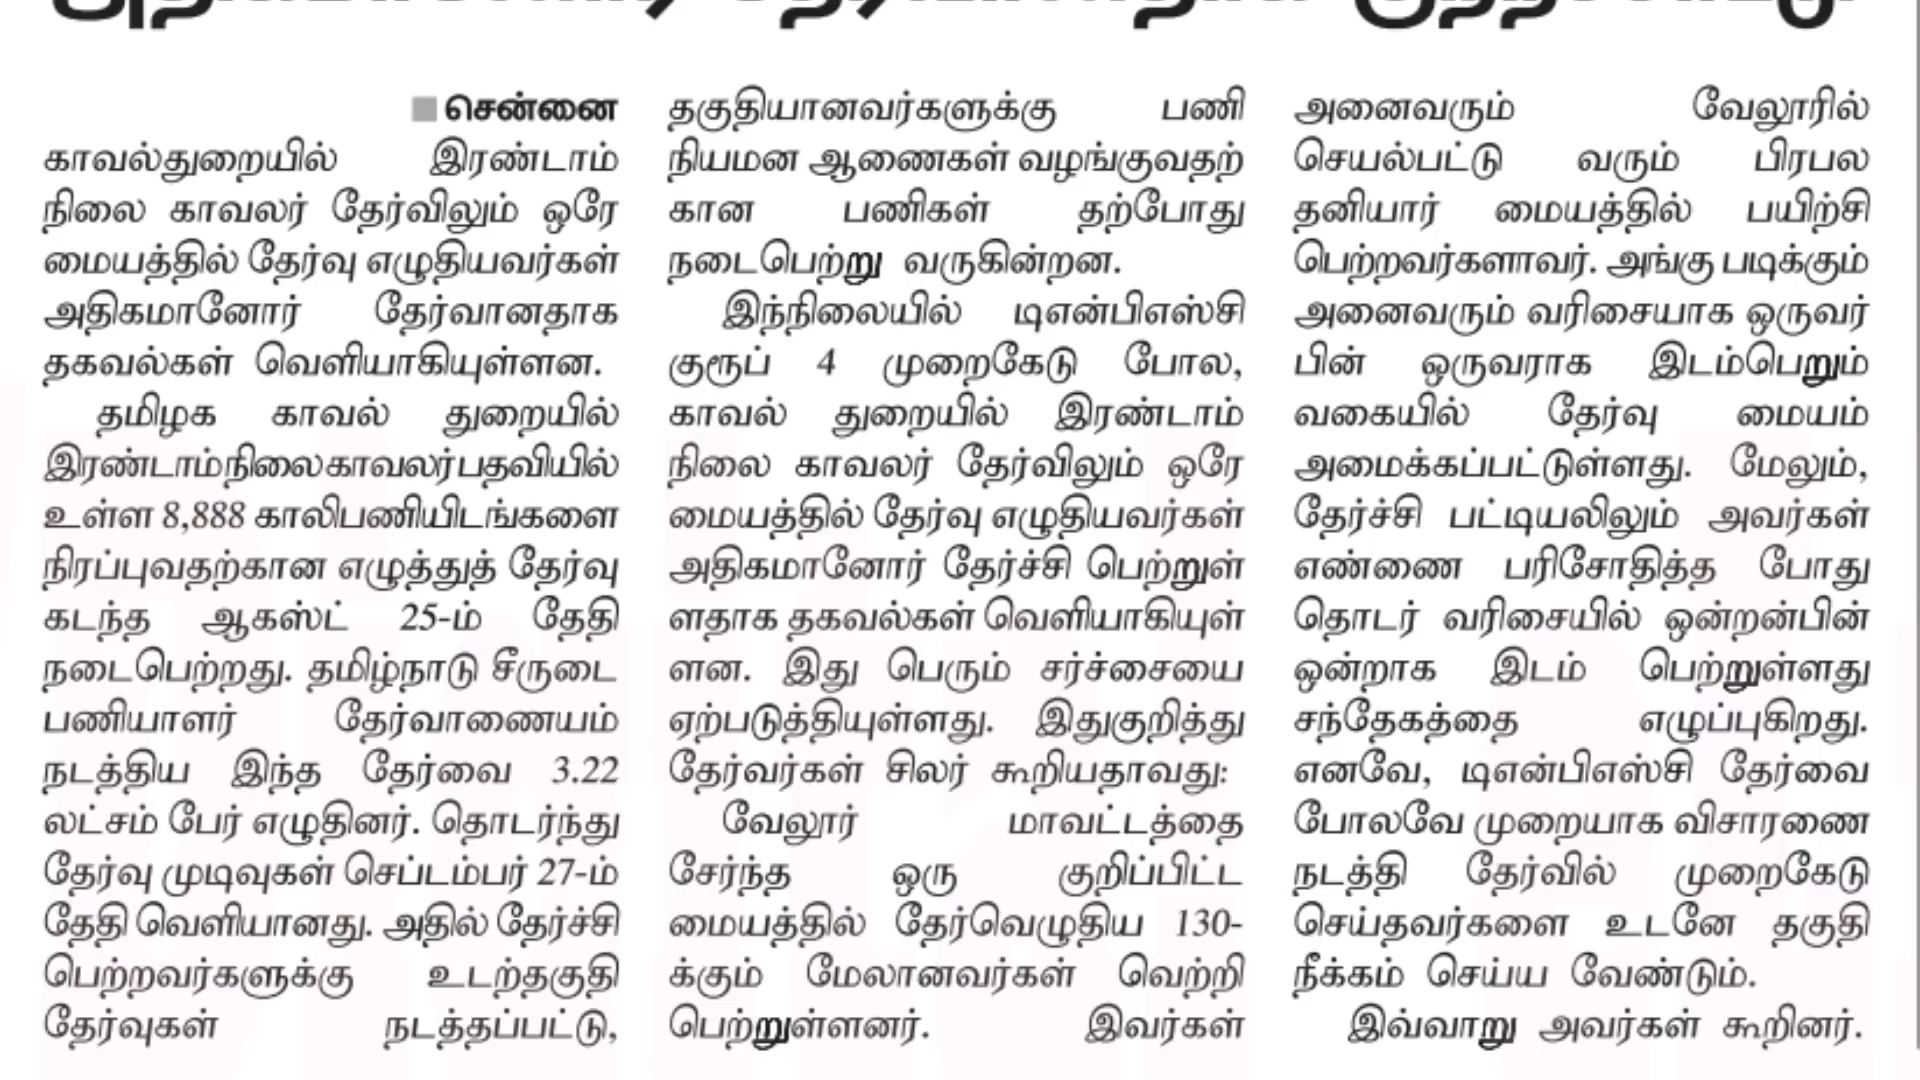 ■ சென்னை
காவல்துறையில் இரண்டாம்
நிலை காவலர் தேர்விலும் ஒரே
மையத்தில் தேர்வு எழுதியவர்கள்
அதிகமானோர் தேர்வானதாக
தகவல்கள் வெளியாகியுள்ளன.
தமிழக காவல் துறையில்
இரண்டாம்நிலைகாவலர்பதவியில்
உள்ள 8,888 காலிபணியிடங்களை
நிரப்புவதற்கான எழுத்துத் தேர்வு
கடந்த ஆகஸ்ட் 25-ம் தேதி
நடைபெற்றது. தமிழ்நாடு சீருடை
பணியாளர் தேர்வாணையம்
நடத்திய இந்த தேர்வை 3.22
லட்சம் பேர் எழுதினர். தொடர்ந்து
தேர்வு முடிவுகள் செப்டம்பர் 27-ம்
தேதி வெளியானது. அதில் தேர்ச்சி
பெற்றவர்களுக்கு உடற்தகுதி
தேர்வுகள் நடத்தப்பட்டு,
தகுதியானவர்களுக்கு பணி
நியமன ஆணைகள் வழங்குவதற்
கான பணிகள் தற்போது
நடைபெற்று வருகின்றன.
இந்நிலையில் டிஎன்பிஎஸ்சி
குரூப் 4 முறைகேடு போல,
காவல் துறையில் இரண்டாம்
நிலை காவலர் தேர்விலும் ஒரே
மையத்தில் தேர்வு எழுதியவர்கள்
அதிகமானோர் தேர்ச்சி பெற்றுள்
ளதாக தகவல்கள் வெளியாகியுள்
ளன. இது பெரும் சர்ச்சையை
ஏற்படுத்தியுள்ளது. இதுகுறித்து
தேர்வர்கள் சிலர் கூறியதாவது:
வேலூர் மாவட்டத்தை
சேர்ந்த ஒரு குறிப்பிட்ட
மையத்தில் தேர்வெழுதிய 130-
க்கும் மேலானவர்கள் வெற்றி
பெற்றுள்ளனர். இவர்கள்
அனைவரும் வேலூரில்
செயல்பட்டு வரும் பிரபல
தனியார் மையத்தில் பயிற்சி
பெற்றவர்களாவர். அங்கு படிக்கும்
அனைவரும் வரிசையாக ஒருவர்
பின் ஒருவராக இடம்பெறும்
வகையில் தேர்வு மையம்
அமைக்கப்பட்டுள்ளது. மேலும்,
தேர்ச்சி பட்டியலிலும் அவர்கள்
எண்ணை பரிசோதித்த போது
தொடர் வரிசையில் ஒன்றன்பின்
ஒன்றாக இடம் பெற்றுள்ளது
சந்தேகத்தை எழுப்புகிறது.
எனவே, டிஎன்பிஎஸ்சி தேர்வை
போலவே முறையாக விசாரணை
நடத்தி தேர்வில் முறைகேடு
செய்தவர்களை உடனே தகுதி
நீக்கம் செய்ய வேண்டும்.
இவ்வாறு அவர்கள் கூறினர்.